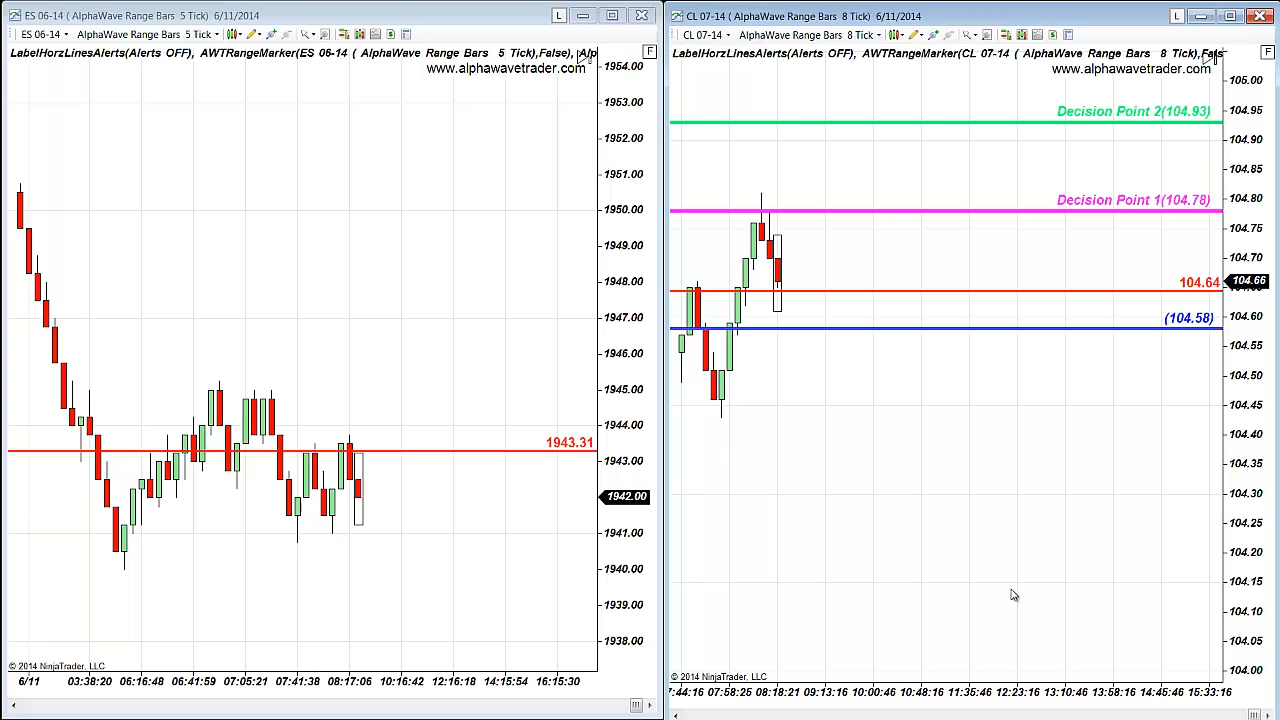 ES 06-14 ( AlphaWave Range Bars 5 Tick) 6/11/2014
L
ES 06-14
( AlphaWave Range Bars 5 Tick )
LabelHorzLinesAlerts(Alerts OFF), AWTRangeMarker(ES 06-14 ( AlphaWave Range Bars 5 Tick),False), Alp
F
www.alphawavetrader.com
1954.00
1953.00
1952.00
1951.00
1950.00
1949.00
1948.00
1947.00
1946.00
1945.00
1944.00
1943.31
1943.00
1942.00
1941.00
1940.00
1939.00
1938.00
© 2014 NinjaTrader, LLC
6/11 03:38:20 06:16:48 06:41:59 07:05:21 07:41:38 08:17:06 10:16:42 12:16:18 14:15:54 16:15:30
CL 07-14 ( AlphaWave Range Bars 8 Tick) 6/11/2014
L
CL 07-14
( AlphaWave Range Bars 8 Tick )
LabelHorzLinesAlerts(Alerts OFF), AWTRangeMarker(CL 07-14 ( AlphaWave Range Bars 8 Tick),Fals
F
www.alphawavetrader.com
105.00
104.95
Decision Point 2(104.93)
104.90
104.85
104.80
Decision Point 1(104.78)
104.75
104.70
104.64
104.66
104.60
(104.58)
104.55
104.50
104.45
104.40
104.35
104.30
104.25
104.20
104.15
104.10
104.05
104.00
© 2014 NinjaTrader, LLC
7:44:16 07:58:25 08:18:21 09:13:16 10:00:46 10:48:16 11:35:46 12:23:16 13:10:46 13:58:16 14:45:46 15:33:16